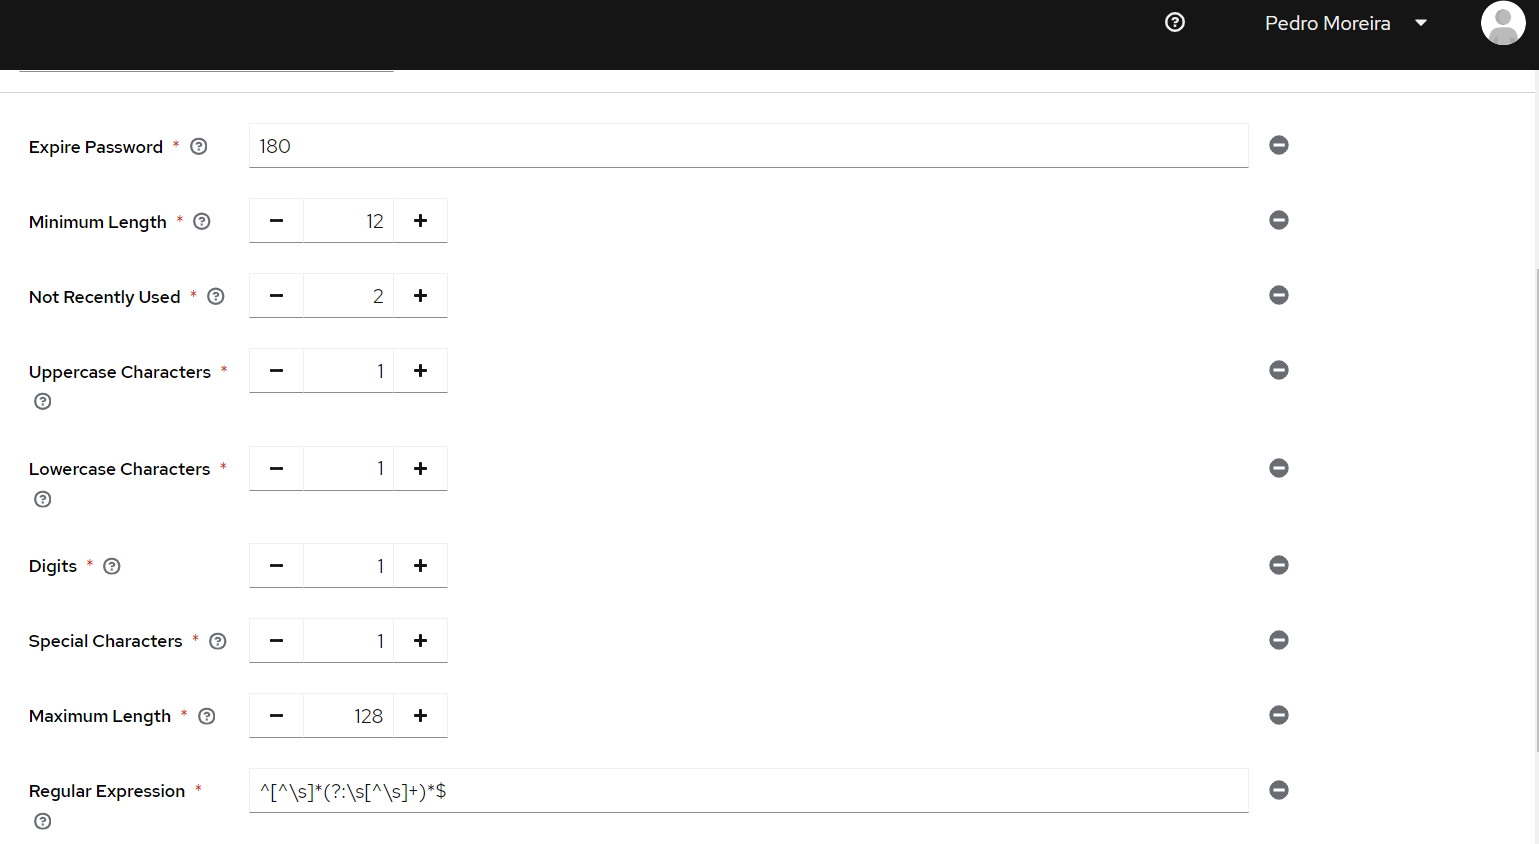 Pedro Moreira
Expire Password *
180
Minimum Length *
12
Not Recently Used *
2
Uppercase Characters *
1
Lowercase Characters *
1
Digits *
1
Special Characters *
1
Maximum Length *
128
Regular Expression *
^[^\s]*(?:\s[^\s]+)*$